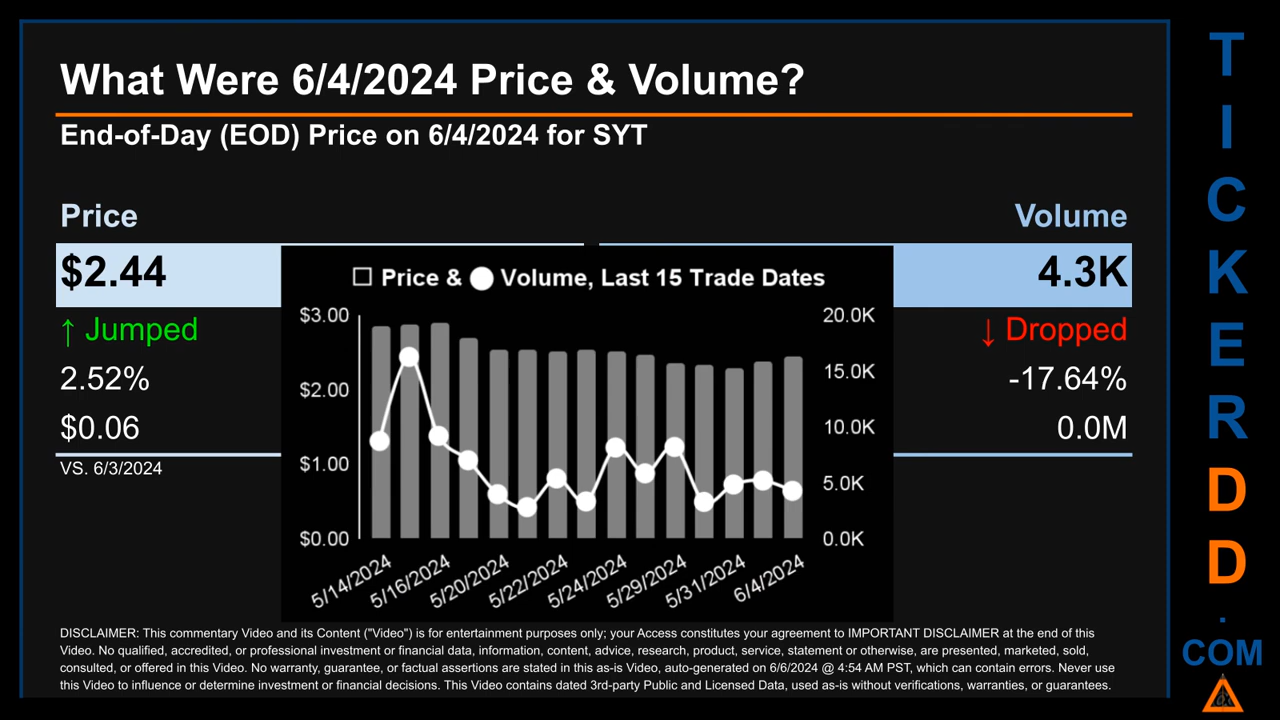 What Were 6/4/2024 Price & Volume?
End-of-Day (EOD) Price on 6/4/2024 for SYT
Price
Volume
$2.44
4.3K
↑ Jumped
↓ Dropped
2.52%
-17.64%
$0.06
0.0M
VS. 6/3/2024
Price & Volume, Last 15 Trade Dates
$3.00
$2.00
$1.00
$0.00
20.0K
15.0K
10.0K
5.0K
0.0K
5/14/2024
5/16/2024
5/20/2024
5/22/2024
5/24/2024
5/29/2024
5/31/2024
6/4/2024
DISCLAIMER: This commentary Video and its Content ("Video") is for entertainment purposes only; your Access constitutes your agreement to IMPORTANT DISCLAIMER at the end of this
Video. No qualified, accredited, or professional investment or financial data, information, content, advice, research, product, service, statement or otherwise, are presented, marketed, sold,
consulted, or offered in this Video. No warranty, guarantee, or factual assertions are stated in this as-is Video, auto-generated on 6/6/2024 @ 4:54 AM PST, which can contain errors. Never use
this Video to influence or determine investment or financial decisions. This Video contains dated 3rd-party Public and Licensed Data, used as-is without verifications, warranties, or guarantees.
T
I
C
K
E
R
D
D
.
COM